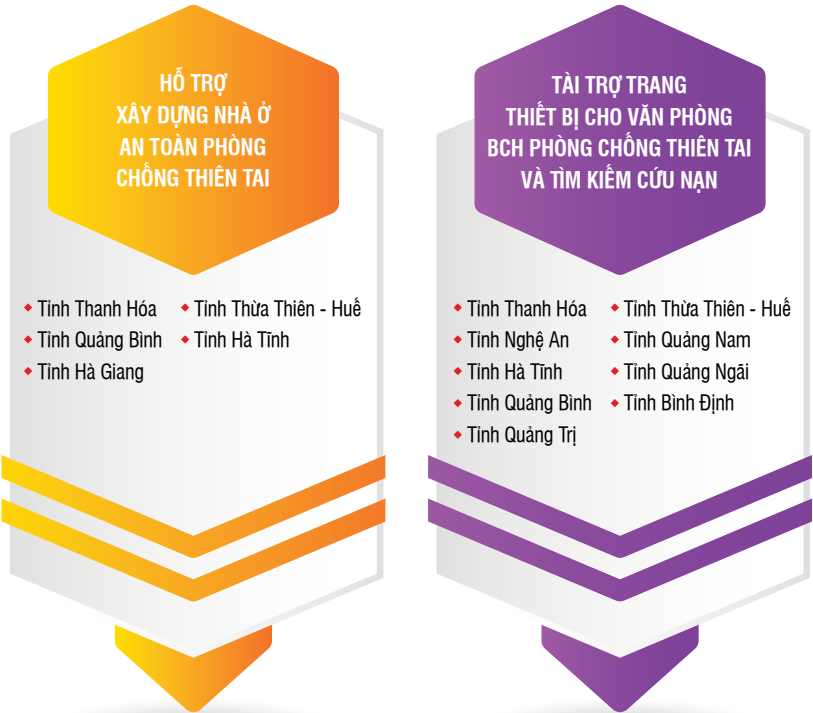 HỖ TRỢ
XÂY DỰNG NHÀ Ở
AN TOÀN PHÒNG
CHỐNG THIÊN TAI
Tỉnh Thanh Hóa
Tỉnh Quảng Bình
Tỉnh Hà Giang
Tỉnh Thừa Thiên - Huế
Tỉnh Hà Tĩnh
TÀI TRỢ TRANG
THIẾT BỊ CHO VĂN PHÒNG
BCH PHÒNG CHỐNG THIÊN TAI
VÀ TÌM KIẾM CỨU NẠN
Tỉnh Thanh Hóa
Tỉnh Nghệ An
Tỉnh Hà Tĩnh
Tỉnh Quảng Bình
Tỉnh Quảng Trị
Tỉnh Thừa Thiên - Huế
Tỉnh Quảng Nam
Tỉnh Quảng Ngãi
Tỉnh Bình Định